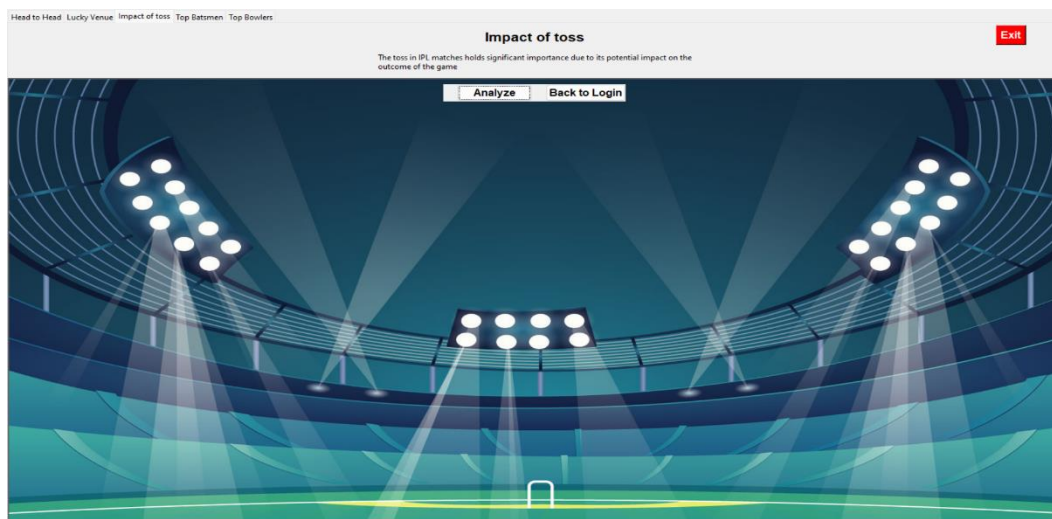 Head to Head Lucky Venue Impact of toss Top Batsmen Top Bowlers
Impact of toss
Exit
The toss in IPL matches holds significant importance due to its potential impact on the
outcome of the game
Analyze Back to Login